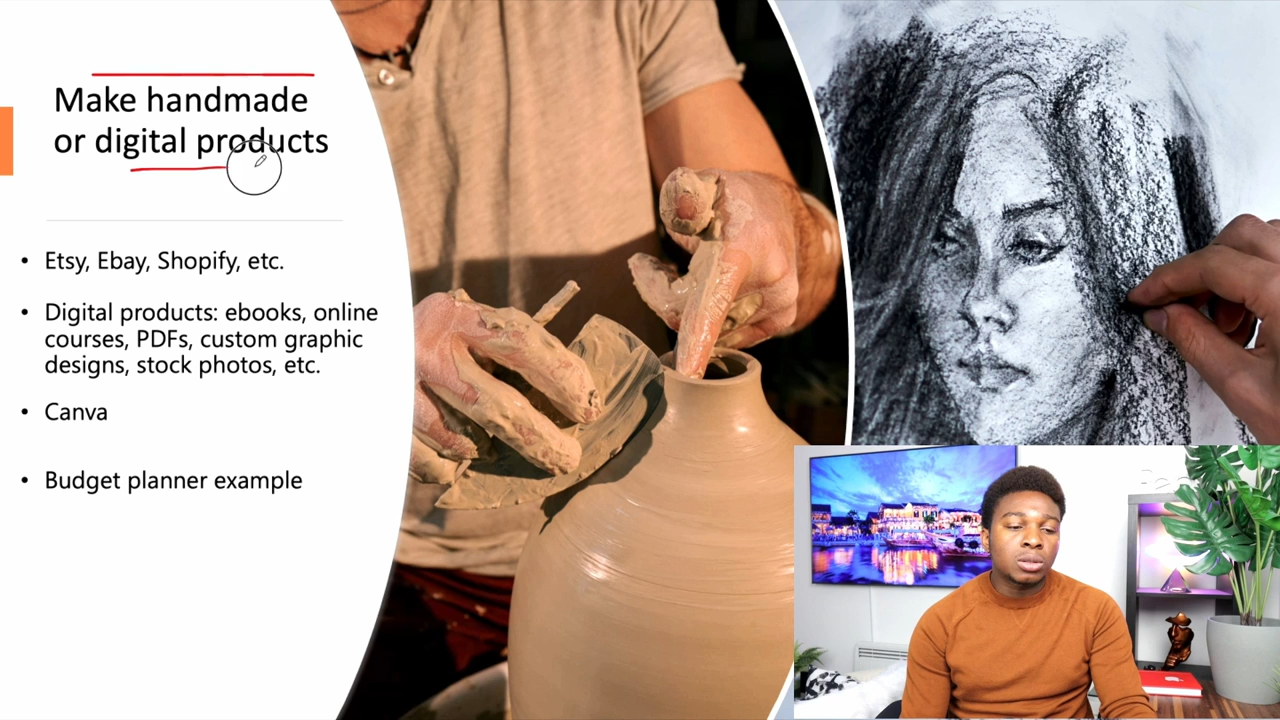 Make handmade
or digital products
• Etsy, Ebay, Shopify, etc.
• Digital products: ebooks, online
courses, PDFs, custom graphic
designs, stock photos, etc.
• Canva
• Budget planner example